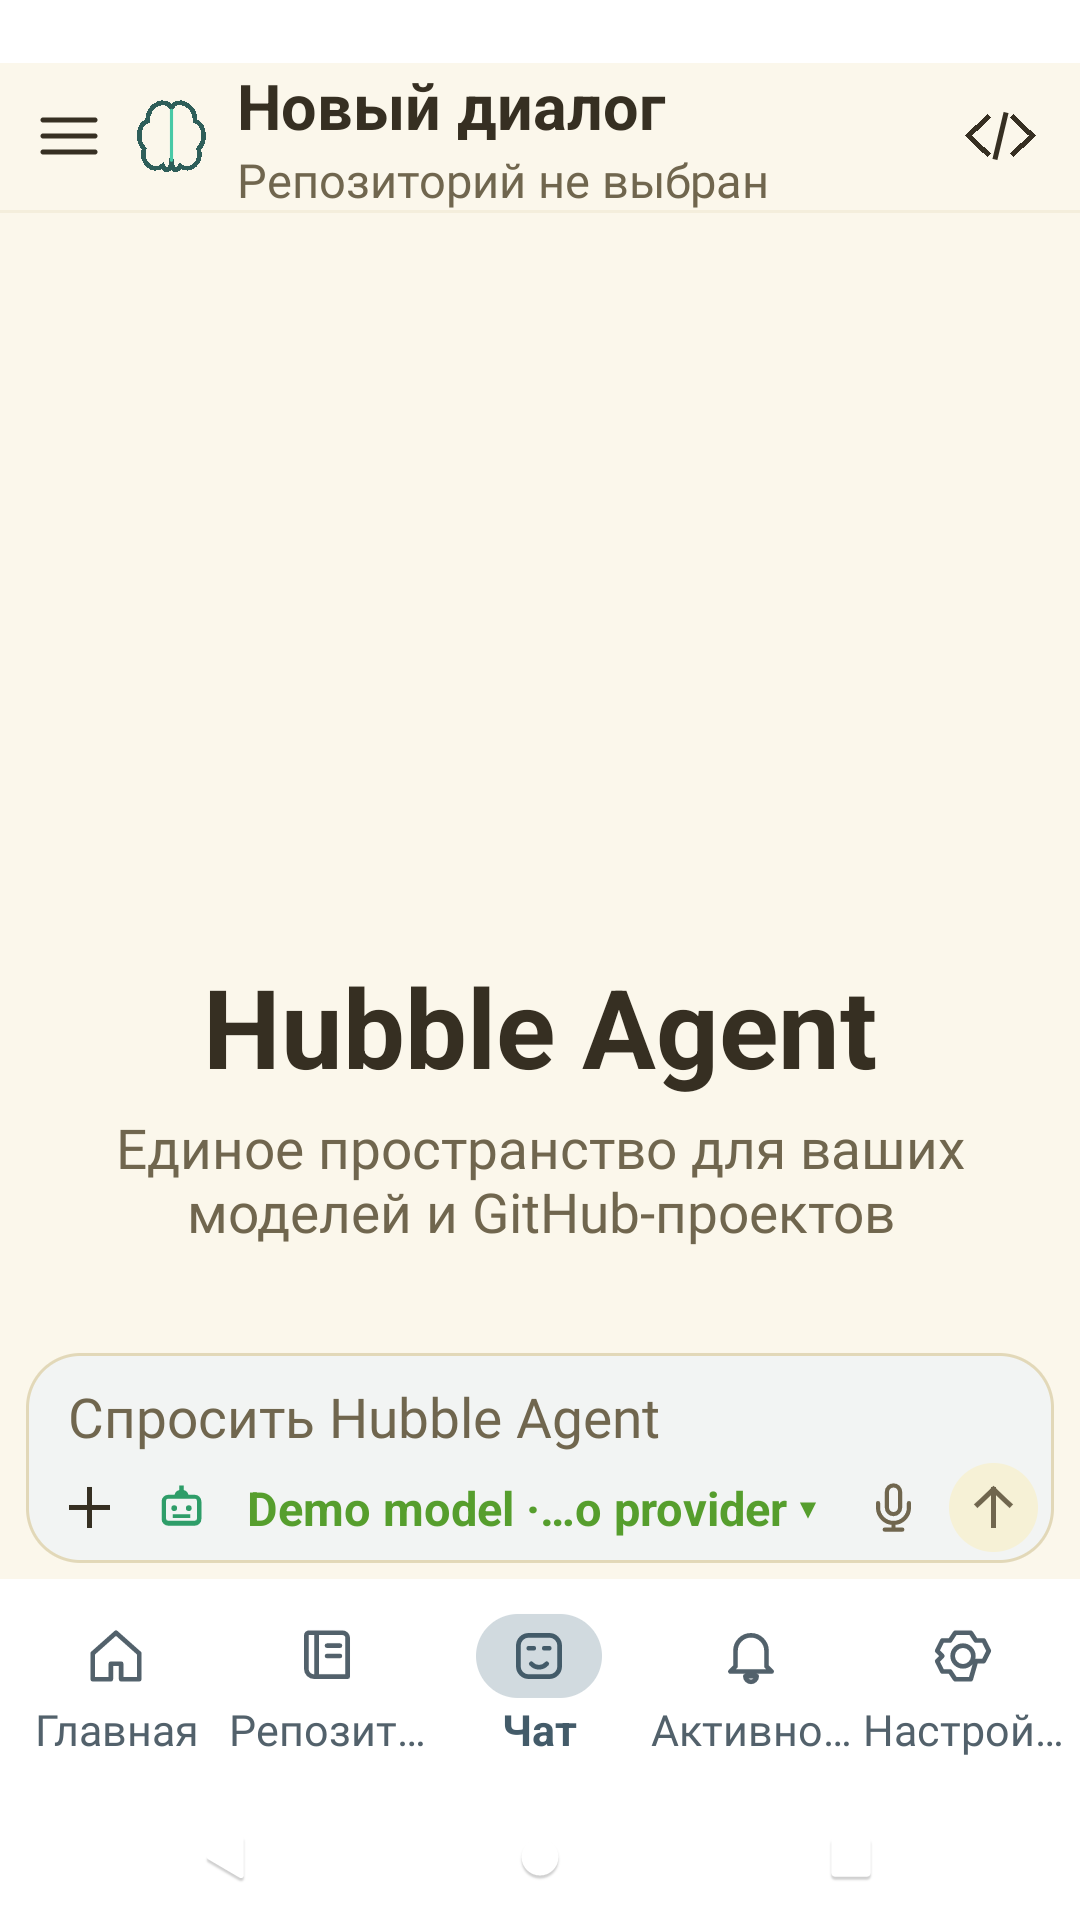 Новый диалог
Репозиторий не выбран
Hubble Agent
Единое пространство для ваших
моделей и GitHub-проектов
Спросить Hubble Agent
Demo model ·…o provider ▾
Главная
Репозит…
Чат
Активно…
Настрой…